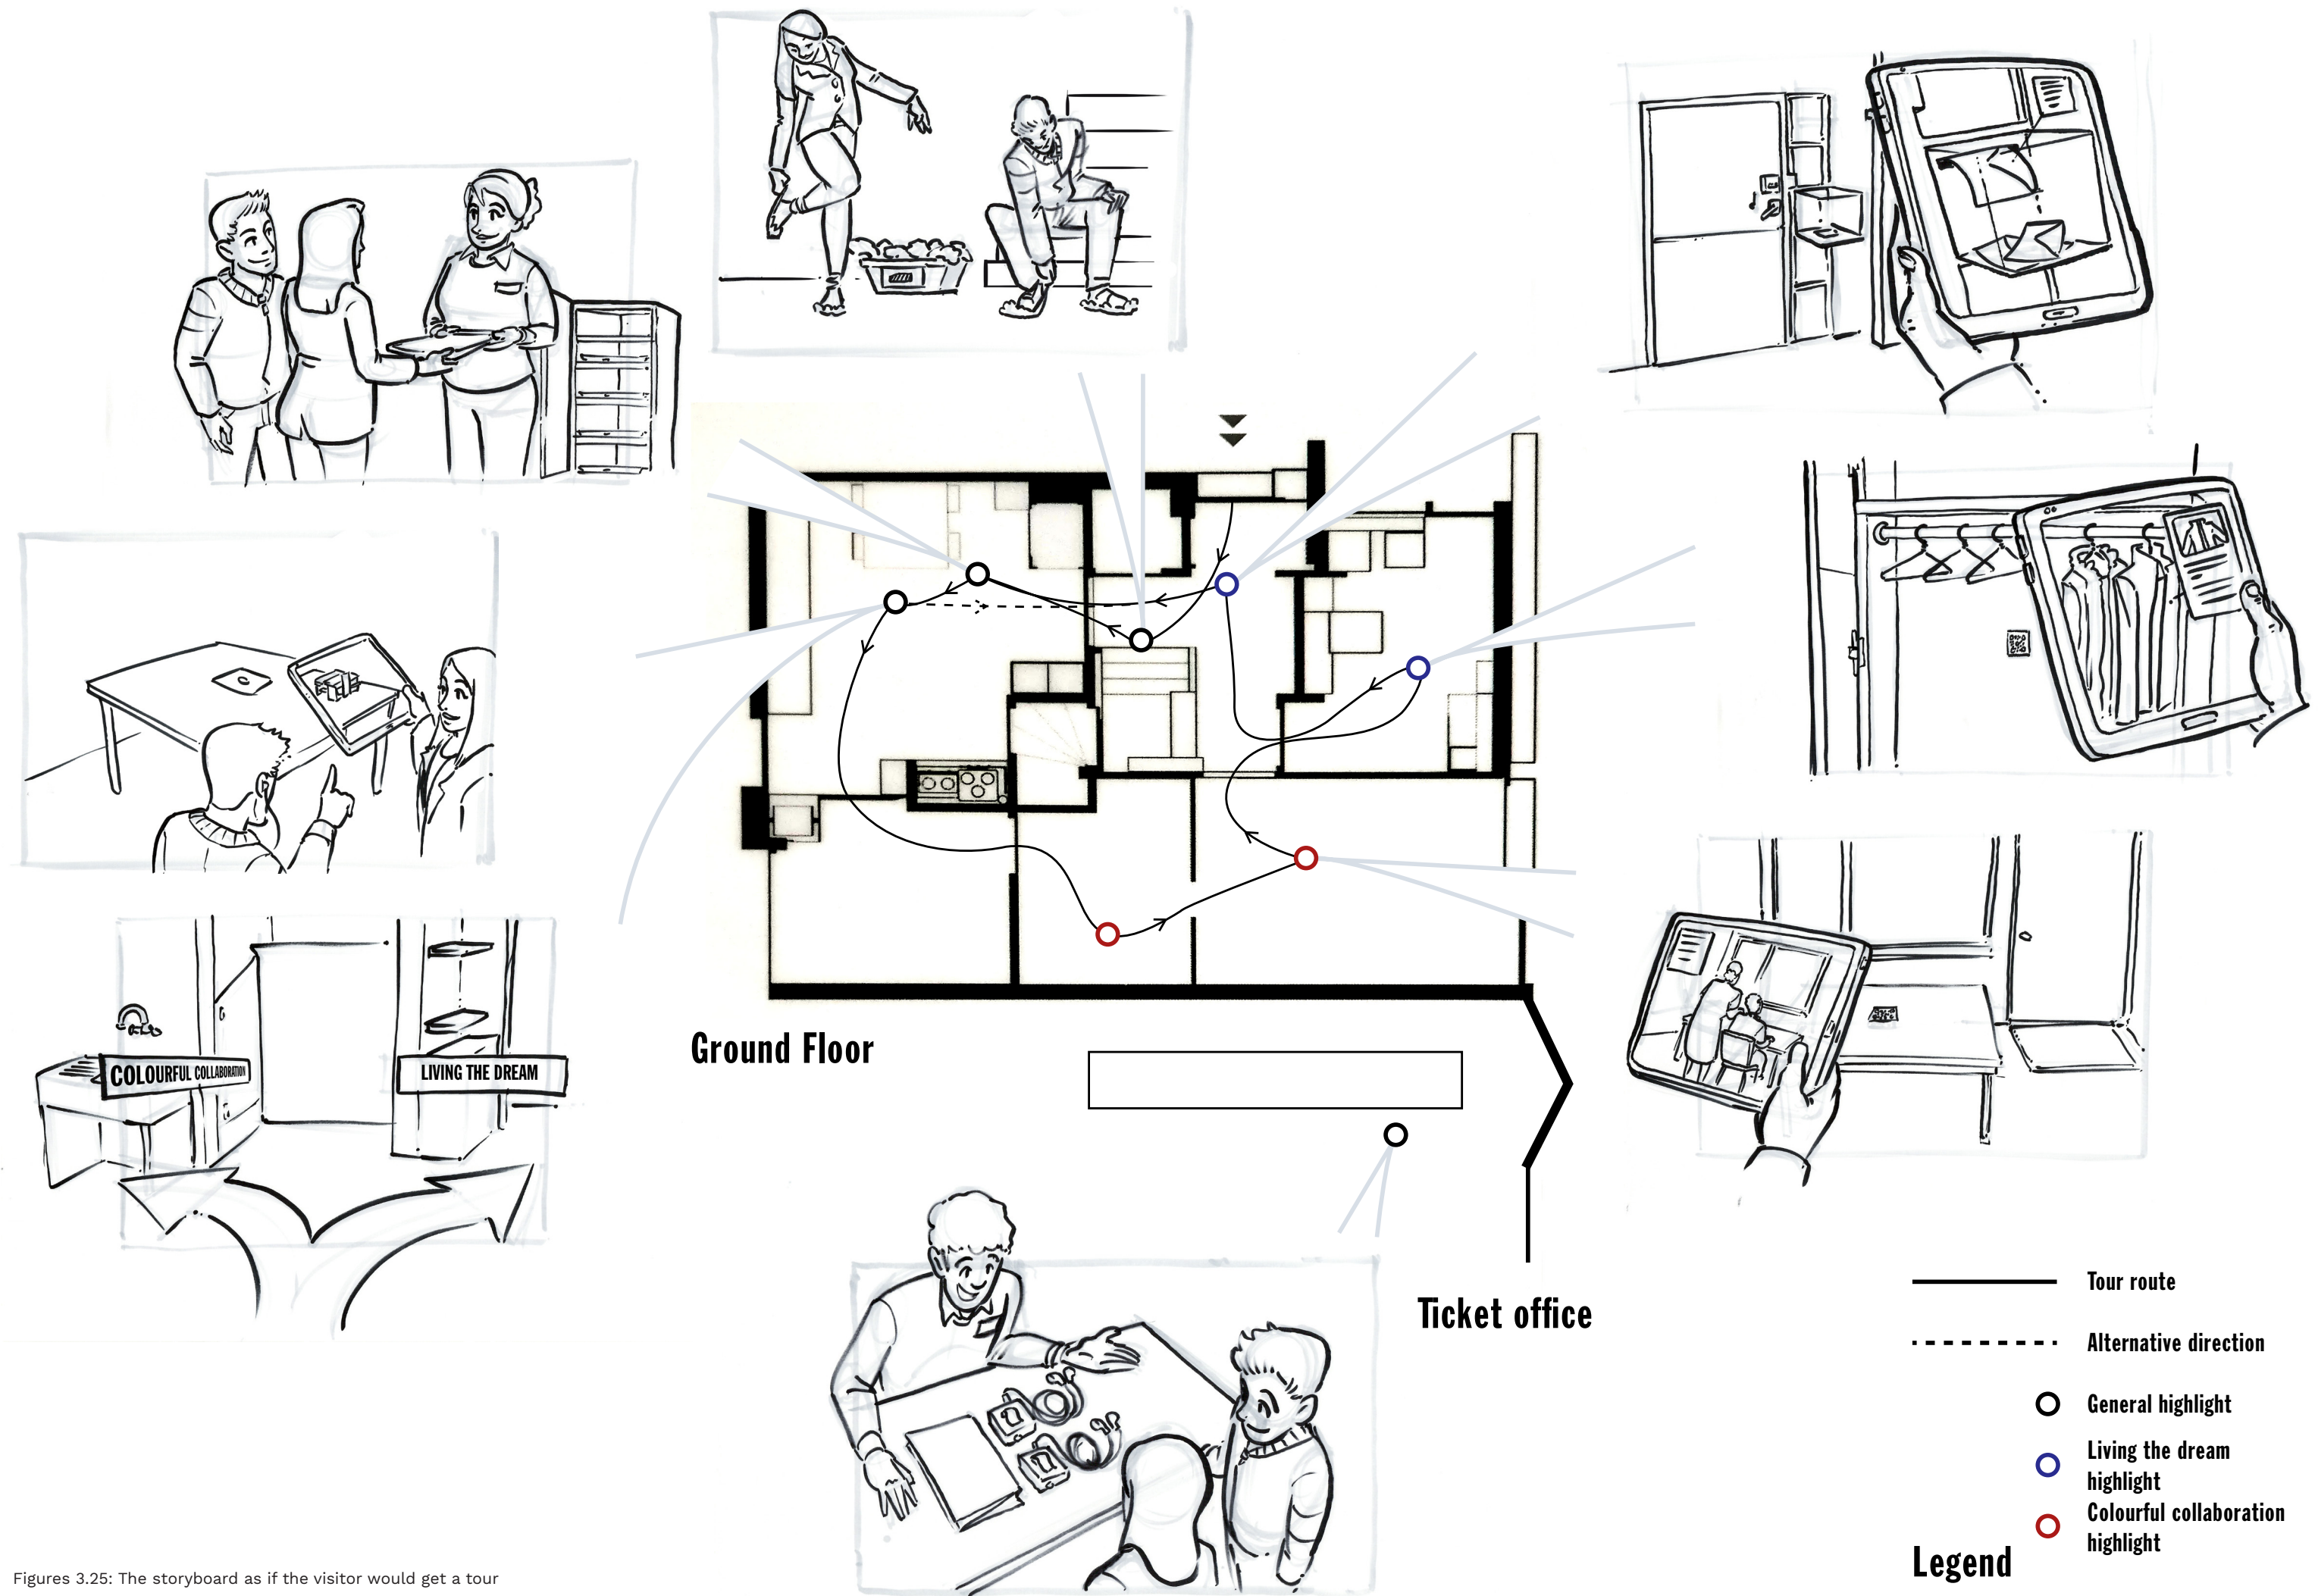 COLOURFUL COLLABORATION
LIVING THE DREAM
Ground Floor
Ticket office
Tour route
Alternative direction
General highlight
Living the dream
highlight
Colourful collaboration
highlight
Legend
Figures 3.25: The storyboard as if the visitor would get a tour